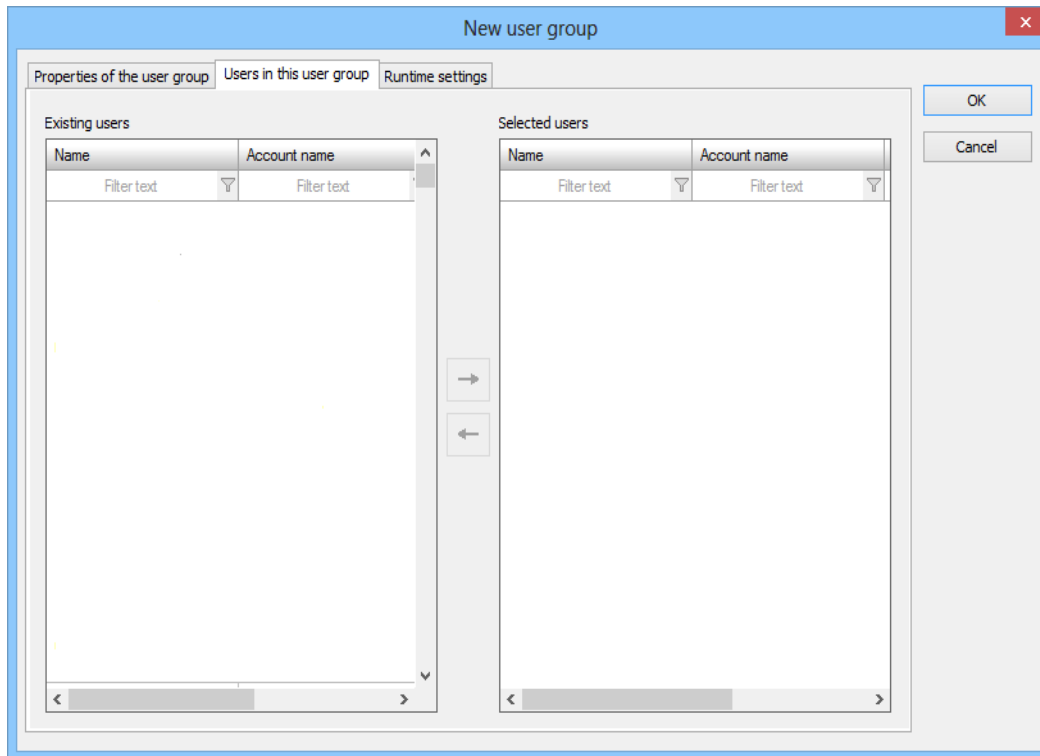 New user group
Properties of the user group Users in this user group Runtime settings
OK
Cancel
Existing users
Selected users
Name Account name
Name Account name
Filter text Filter text
Filter text Filter text